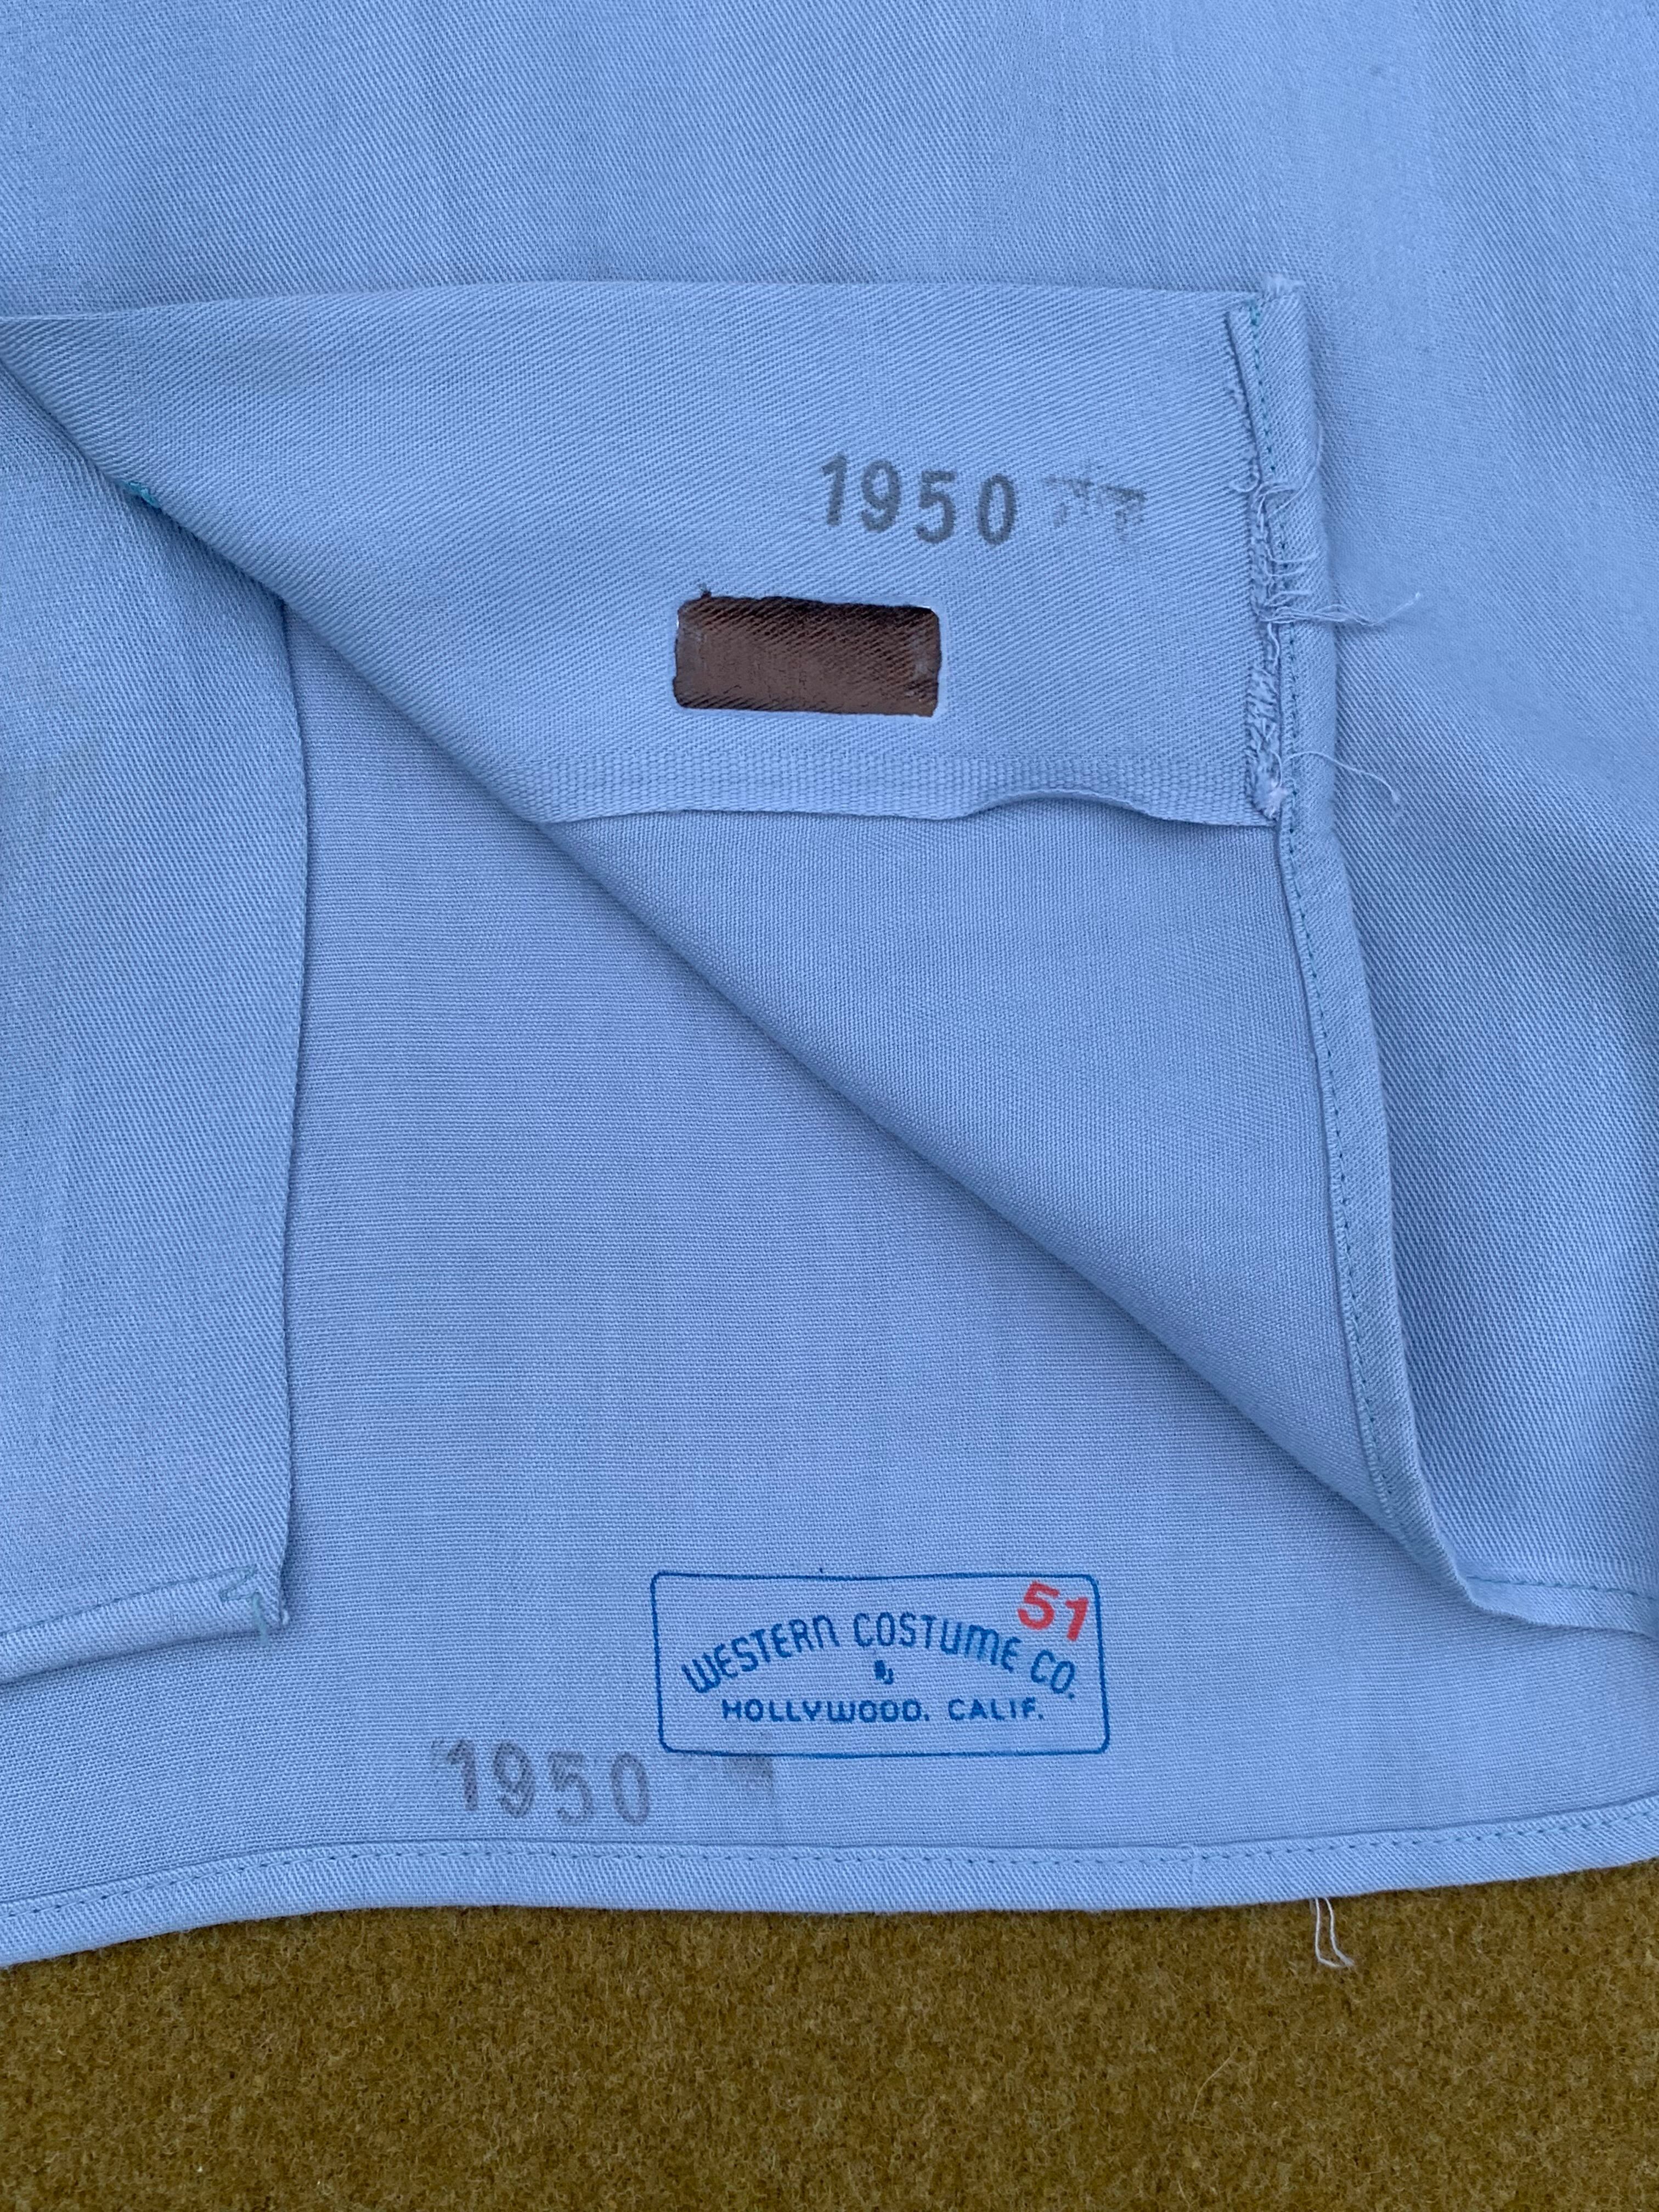 1950
51
WESTERN COSTUME CO.
HOLLYWOOD, CALIF.
1950